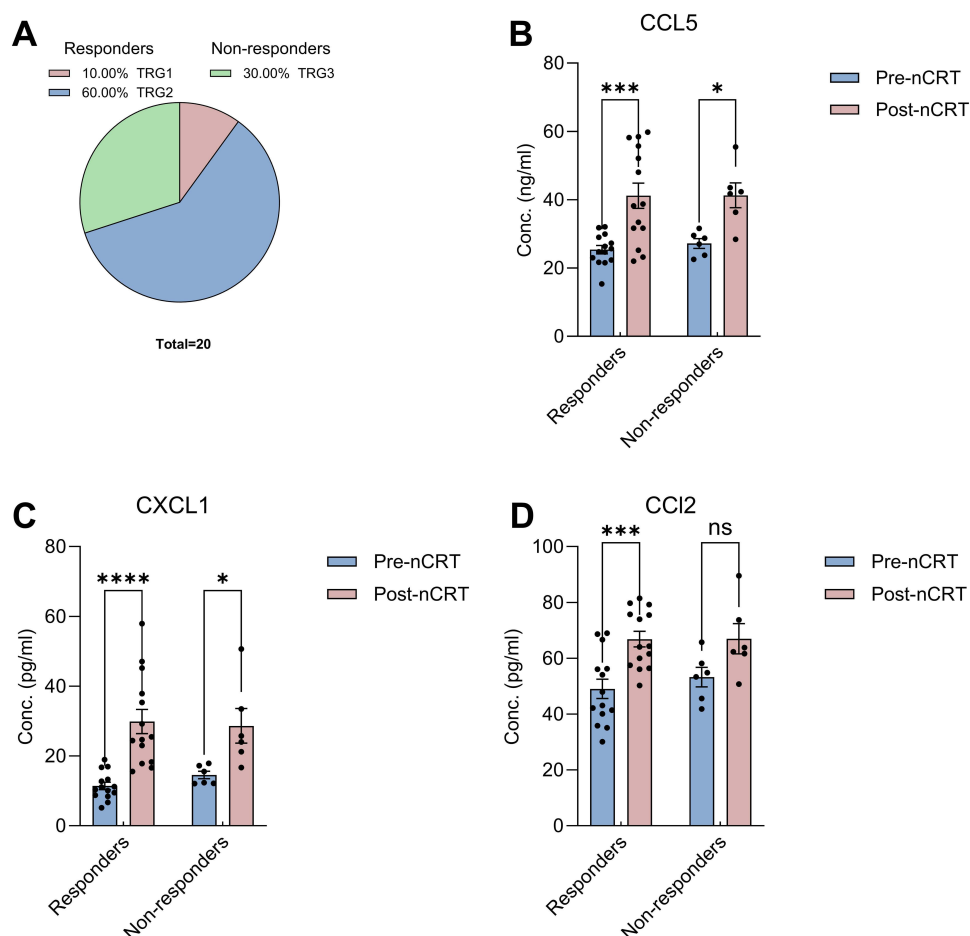 A
Responders
Non-responders
10.00% TRG1
30.00% TRG3
60.00% TRG2
Total=20
B
CCL5
80
60
40
20
0
Conc. (ng/ml)
***
*
Responders
Non-responders
Pre-nCRT
Post-nCRT
C
CXCL1
80
60
40
20
0
Conc. (pg/ml)
****
*
Responders
Non-responders
Pre-nCRT
Post-nCRT
D
CCl2
100
80
60
40
20
0
Conc. (pg/ml)
***
ns
Responders
Non-responders
Pre-nCRT
Post-nCRT